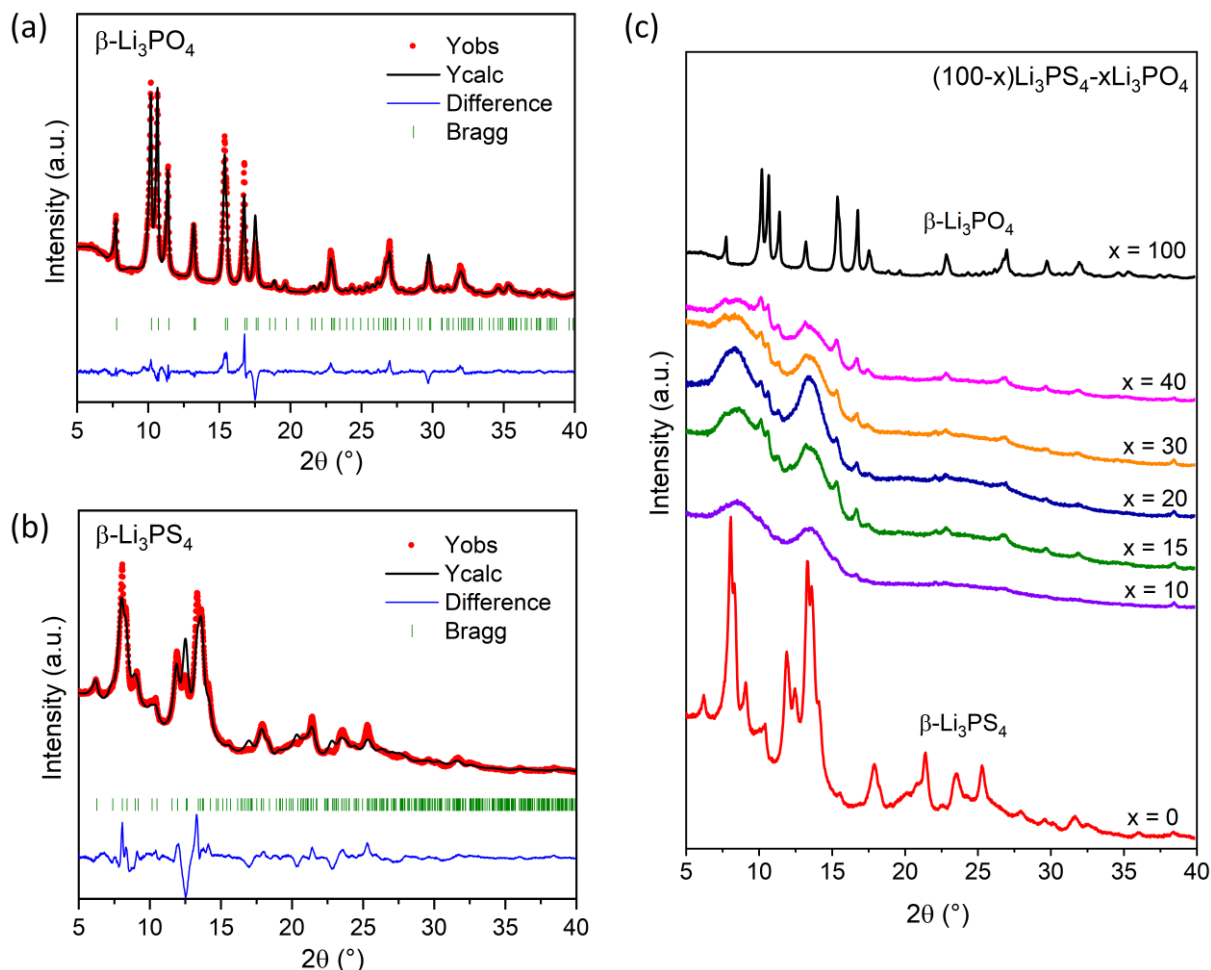 (a)
β-Li₃PO₄
Yobs
Ycalc
Difference
Bragg
Intensity (a.u.)
5 10 15 20 25 30 35 40
2θ (°)
(b)
β-Li₃PS₄
Yobs
Ycalc
Difference
Bragg
Intensity (a.u.)
5 10 15 20 25 30 35 40
2θ (°)
(c)
(100-x)Li₃PS₄-xLi₃PO₄
β-Li₃PO₄
x = 100
x = 40
x = 30
x = 20
x = 15
x = 10
β-Li₃PS₄
x = 0
Intensity (a.u.)
5 10 15 20 25 30 35 40
2θ (°)